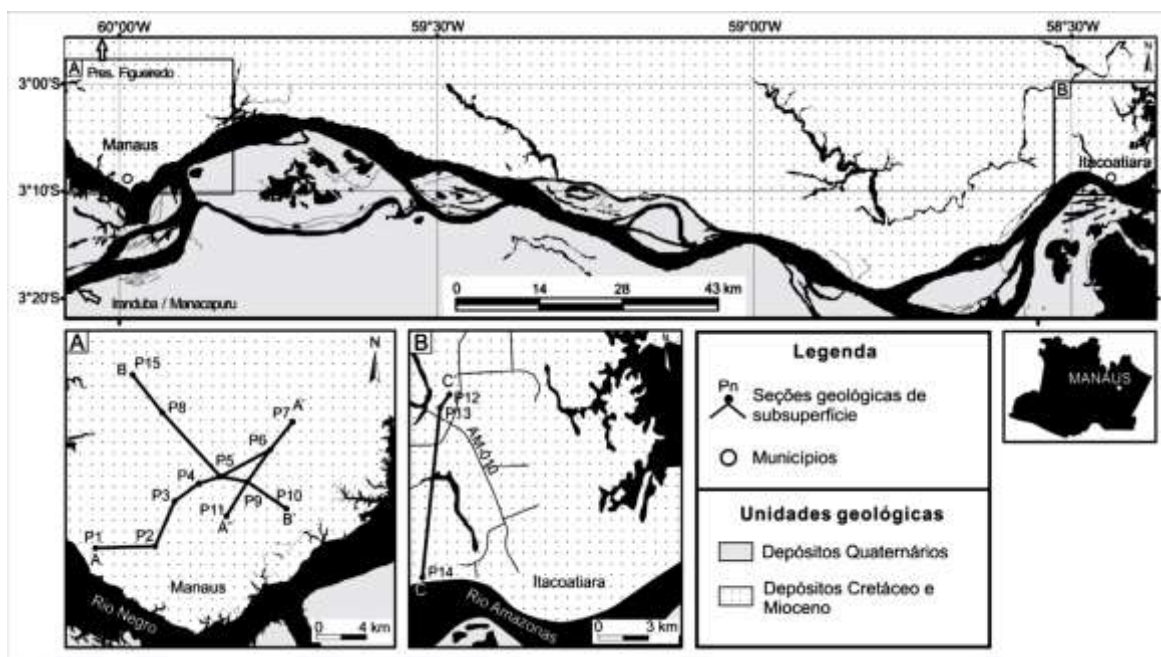 60°00'W
59°30'W
59°00'W
58°30'W
3°00'S
3°10'S
3°20'S
A
Pres. Figueiredo
Manaus
B
N
Itacoatiara
Iranduba / Manacapuru
0 14 28 43 km
A
N
B P15
P8
P7 A''
P6
P5
P4
P3
P9
P10
B'
P11
A'
P1
A
P2
Manaus
Rio Negro
0 4 km
B
N
C'
P12
P13
AM-010
P14
C
Itacoatiara
Rio Amazonas
0 3 km
Legenda
Pn
Seções geológicas de
subsuperfície
Municípios
Unidades geológicas
Depósitos Quaternários
Depósitos Cretáceo e
Mioceno
MANAUS